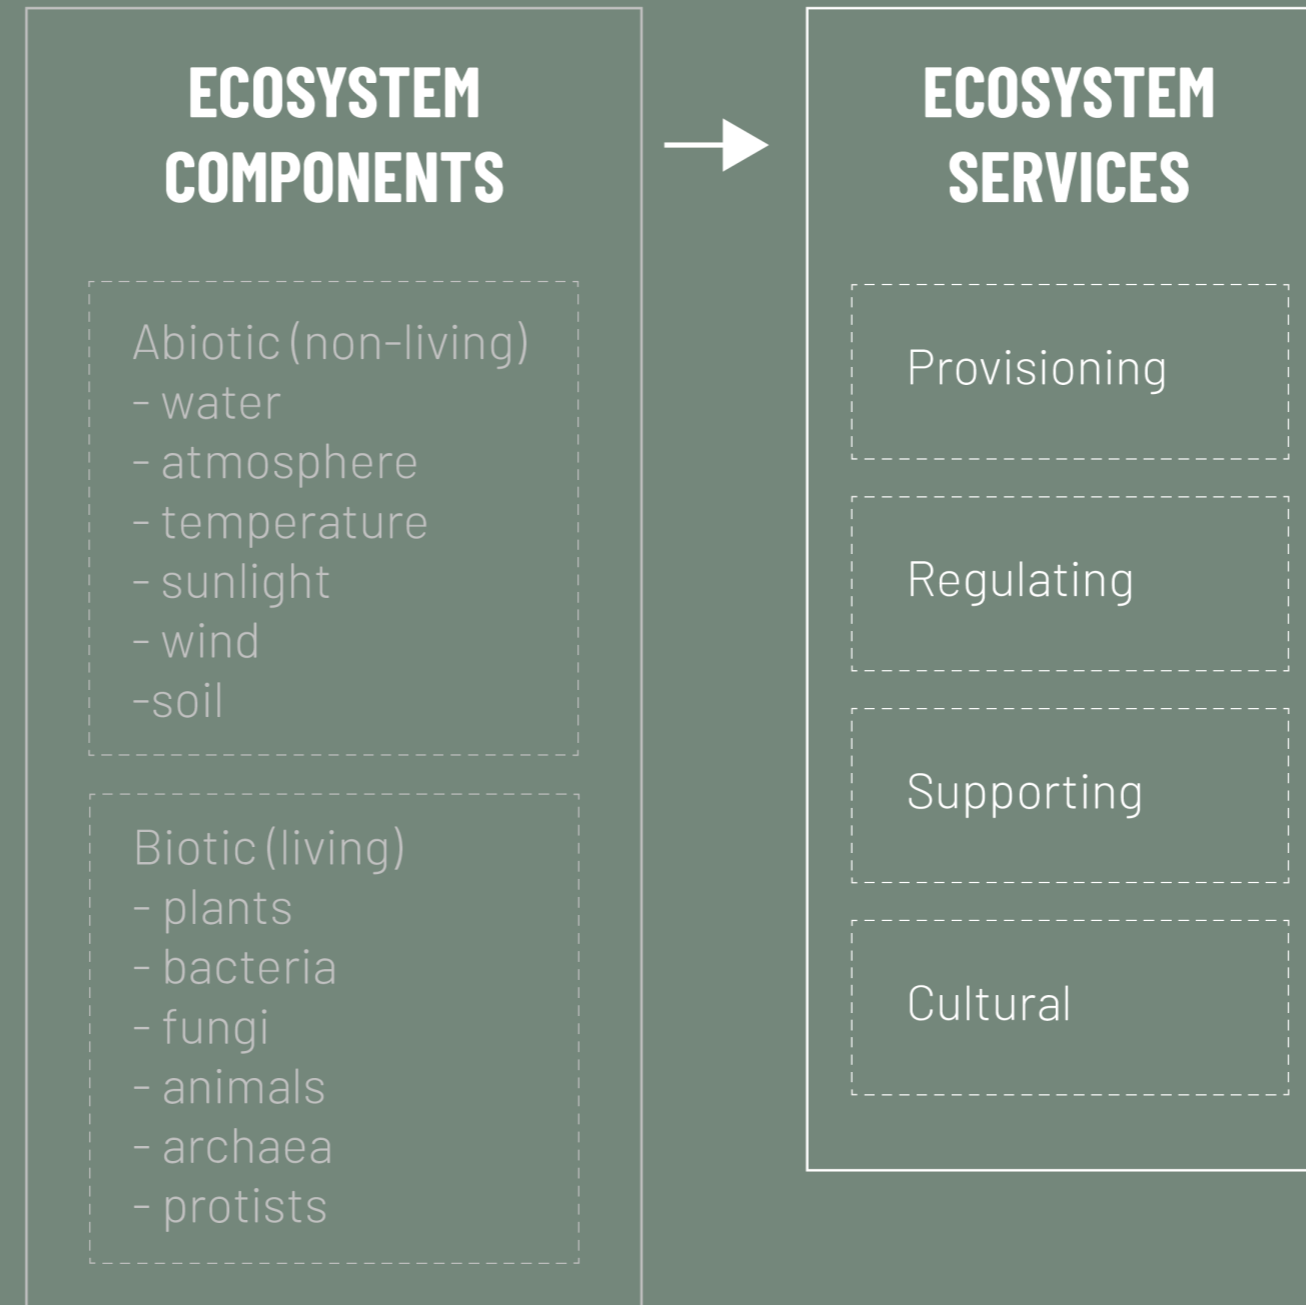 ECOSYSTEM
COMPONENTS
Abiotic (non-living)
- water
- atmosphere
- temperature
- sunlight
- wind
-soil
Biotic (living)
- plants
- bacteria
- fungi
- animals
- archaea
- protists
ECOSYSTEM
SERVICES
Provisioning
Regulating
Supporting
Cultural